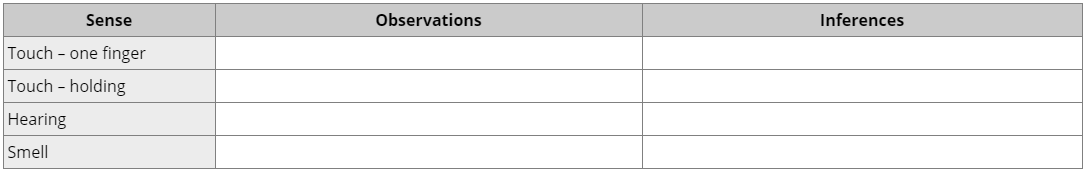 Sense Observations Inferences
Touch – one finger
Touch – holding
Hearing
Smell